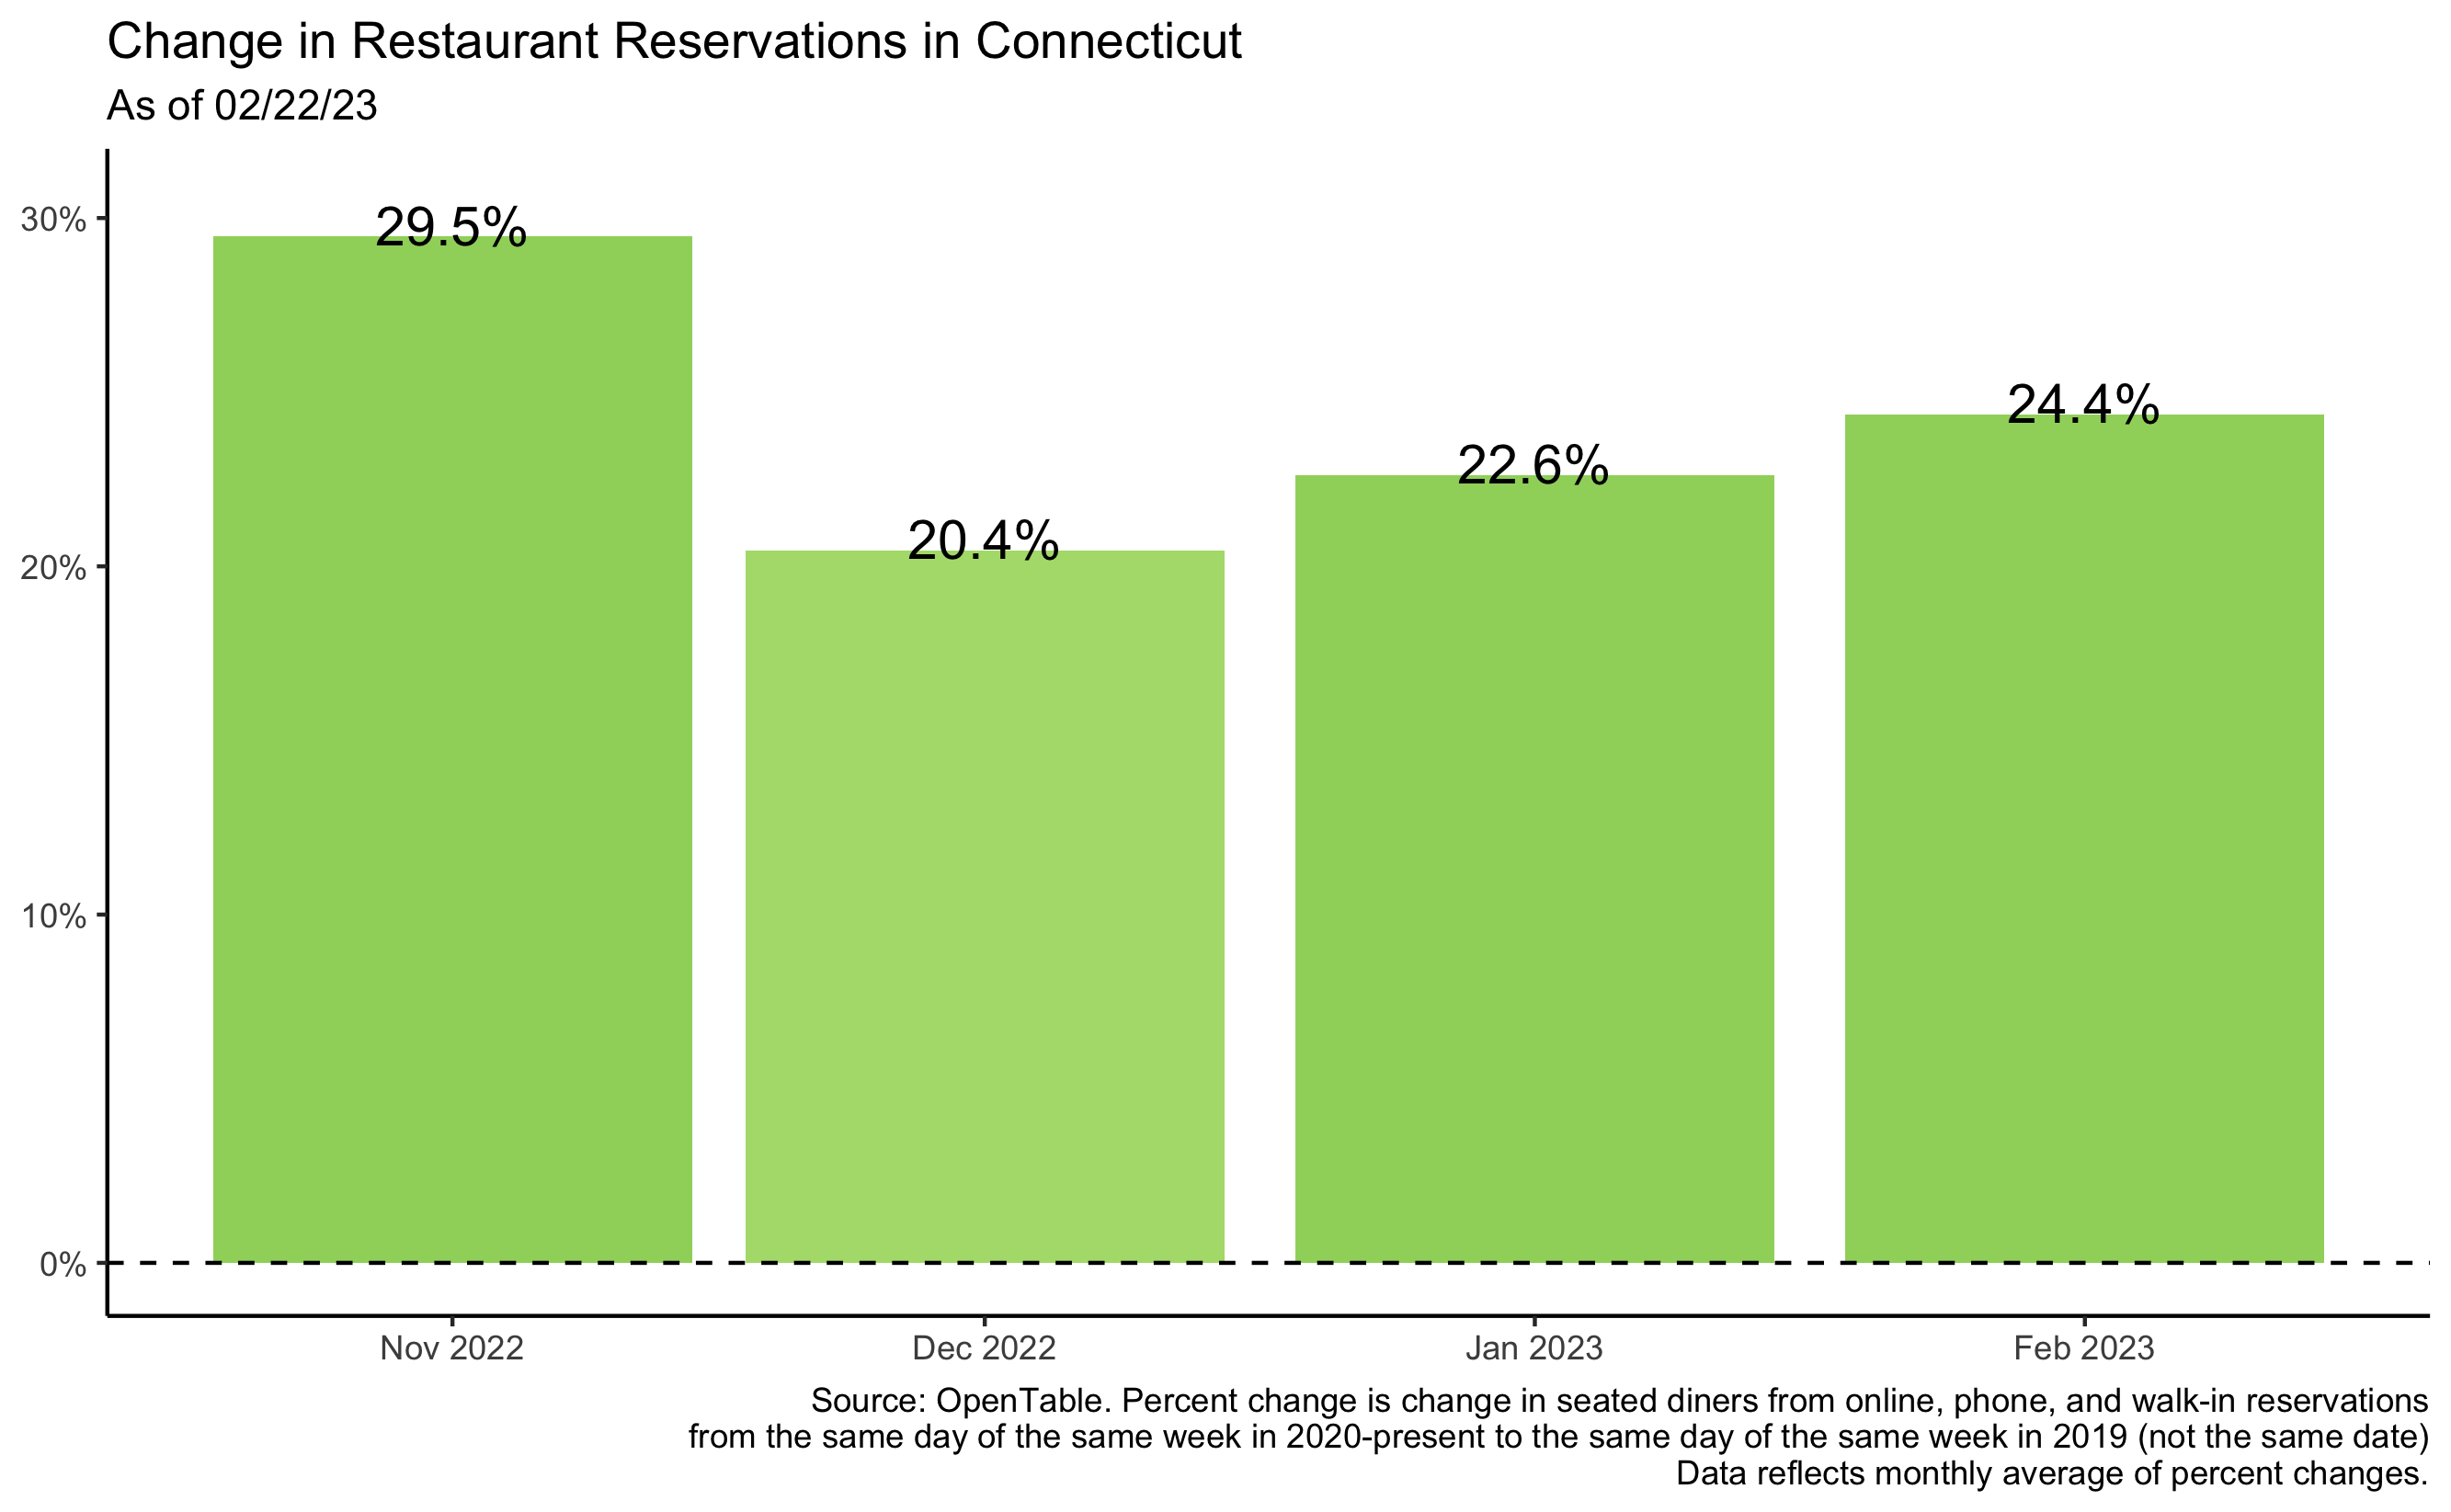 Change in Restaurant Reservations in Connecticut
As of 02/22/23
30%
20%
10%
0%
29.5%
20.4%
22.6%
24.4%
Nov 2022
Dec 2022
Jan 2023
Feb 2023
Source: OpenTable. Percent change is change in seated diners from online, phone, and walk-in reservations
from the same day of the same week in 2020-present to the same day of the same week in 2019 (not the same date)
Data reflects monthly average of percent changes.